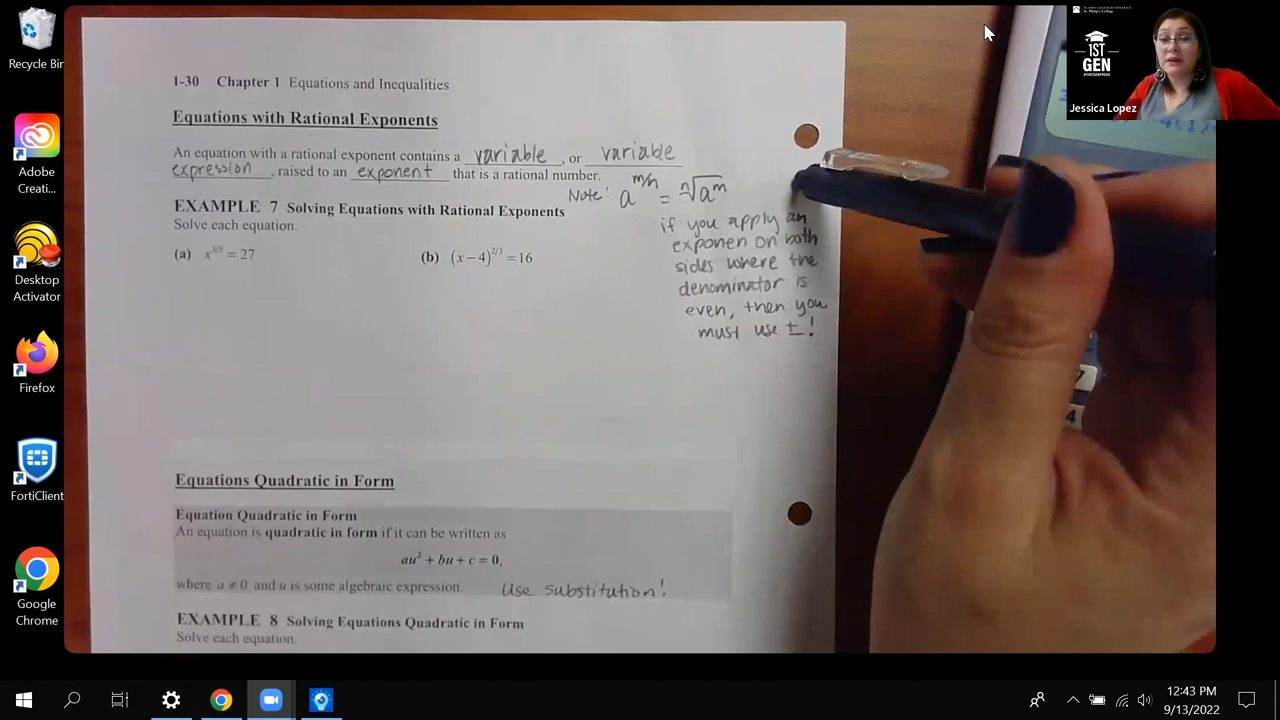 Recycle Bin
Adobe
Creati...
Desktop
Activator
Firefox
FortiClient
Google
Chrome
1-30 Chapter 1 Equations and Inequalities
Equations with Rational Exponents
An equation with a rational exponent contains a variable, or variable
expression, raised to an exponent that is a rational number.
Note: a^{m/n} = \sqrt[n]{a^m}
EXAMPLE 7 Solving Equations with Rational Exponents
Solve each equation.
if you apply an
exponen on both
sides where the
denominator is
even, then you
must use ±!
(a) = 27
(b) (x − 4)^{2/3} = 16
Equations Quadratic in Form
Equation Quadratic in Form
An equation is quadratic in form if it can be written as
au² + bu + c = 0,
where a ≠ 0 and u is some algebraic expression. Use substitution!
EXAMPLE 8 Solving Equations Quadratic in Form
Solve each equation.
1ST
GEN
Jessica Lopez
7
4
12:43 PM
9/13/2022